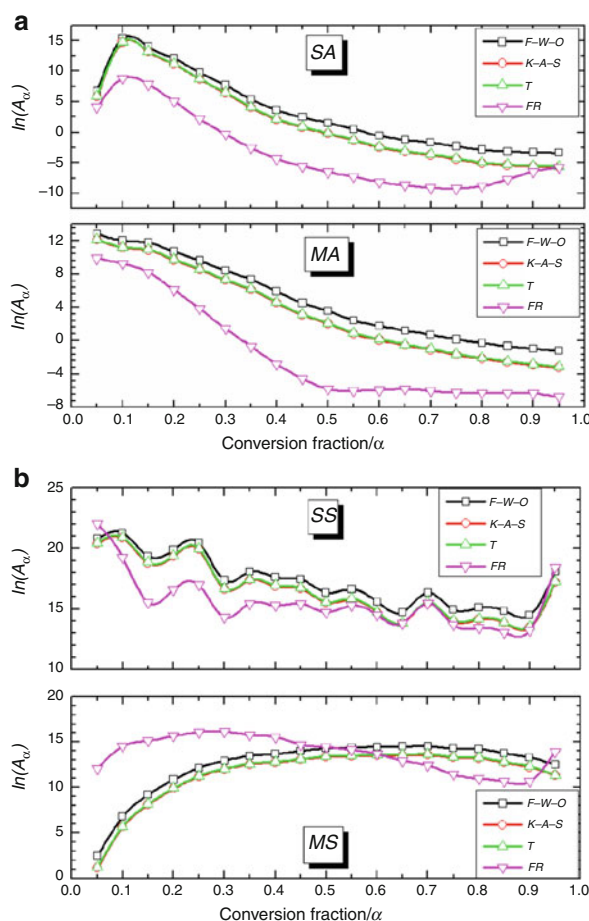 a
15
10
5
0
−5
−10
ln(Aα)
SA
F–W–O
K–A–S
T
FR
12
8
4
0
−4
−8
ln(Aα)
MA
F–W–O
K–A–S
T
FR
0.0 0.1 0.2 0.3 0.4 0.5 0.6 0.7 0.8 0.9 1.0
Conversion fraction/α
b
25
20
15
10
ln(Aα)
SS
F–W–O
K–A–S
T
FR
20
15
10
5
0
ln(Aα)
MS
F–W–O
K–A–S
T
FR
0.0 0.1 0.2 0.3 0.4 0.5 0.6 0.7 0.8 0.9 1.0
Conversion fraction/α